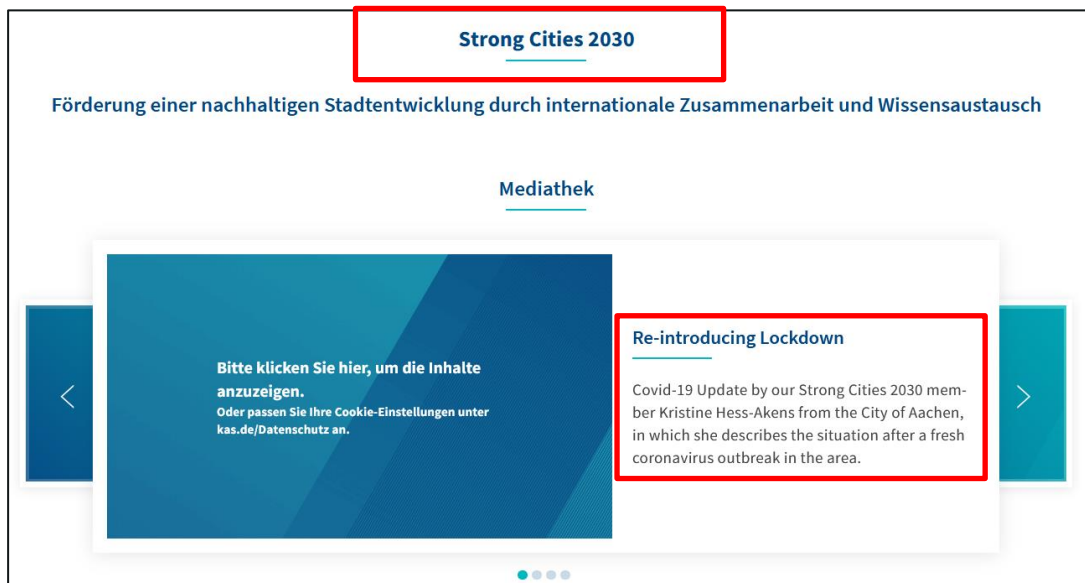 Strong Cities 2030
Förderung einer nachhaltigen Stadtentwicklung durch internationale Zusammenarbeit und Wissensaustausch
Mediathek
Bitte klicken Sie hier, um die Inhalte
anzuzeigen.
Oder passen Sie Ihre Cookie-Einstellungen unter
kas.de/Datenschutz an.
Re-introducing Lockdown
Covid-19 Update by our Strong Cities 2030 mem-
ber Kristine Hess-Akens from the City of Aachen,
in which she describes the situation after a fresh
coronavirus outbreak in the area.